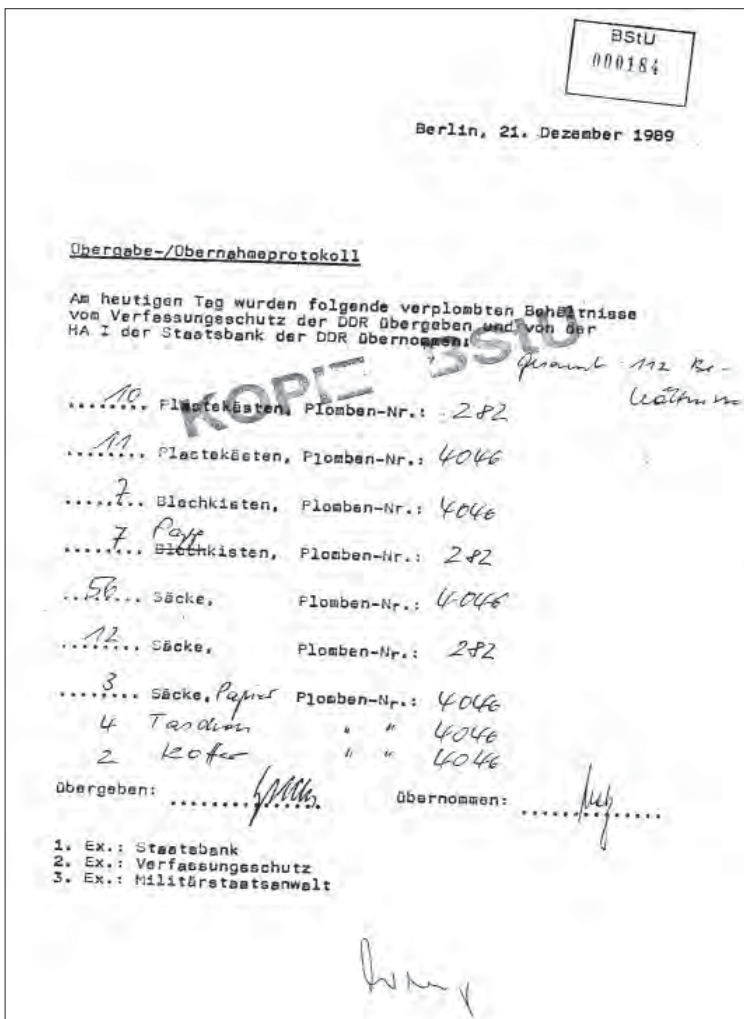 BStU
000184
Berlin, 21. Dezember 1989
Übergabe-/Übernahmeprotokoll
Am heutigen Tag wurden folgende verplombten Behältnisse
vom Verfassungsschutz der DDR übergeben und von der
HA I der Staatsbank der DDR übernommen:
KOPIE BStU
Gesamt 112 Be-
hältnisse
10 Plastekästen, Plomben-Nr.: 282
11 Plastekästen, Plomben-Nr.: 4046
7 Blechkisten, Plomben-Nr.: 4046
7 Papp Blechkisten, Plomben-Nr.: 282
56 Säcke, Plomben-Nr.: 4046
12 Säcke, Plomben-Nr.: 282
3 Säcke, Papier Plomben-Nr.: 4046
4 Taschen " " 4046
2 Koffer " " 4046
übergeben: übernommen:
1. Ex.: Staatsbank
2. Ex.: Verfassungsschutz
3. Ex.: Militärstaatsanwalt